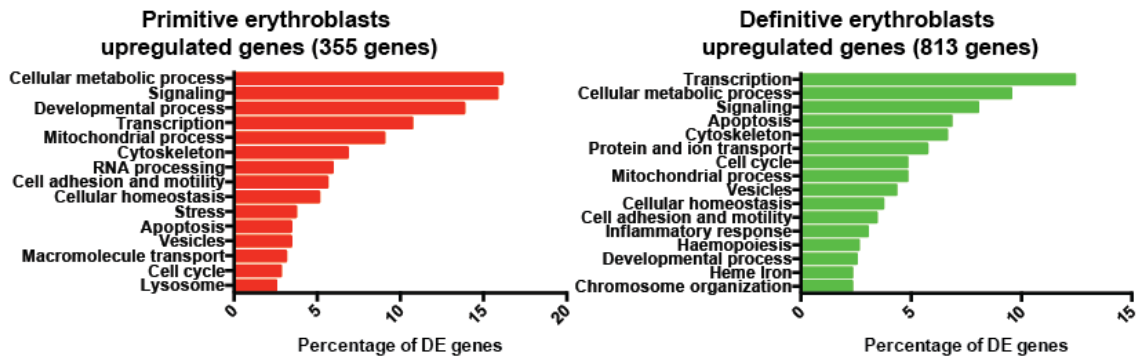 Primitive erythroblasts
upregulated genes (355 genes)
Cellular metabolic process
Signaling
Developmental process
Transcription
Mitochondrial process
Cytoskeleton
RNA processing
Cell adhesion and motility
Cellular homeostasis
Stress
Apoptosis
Vesicles
Macromolecule transport
Cell cycle
Lysosome
0 5 10 15 20
Percentage of DE genes
Definitive erythroblasts
upregulated genes (813 genes)
Transcription
Cellular metabolic process
Signaling
Apoptosis
Cytoskeleton
Protein and ion transport
Cell cycle
Mitochondrial process
Vesicles
Cellular homeostasis
Cell adhesion and motility
Inflammatory response
Haemopoiesis
Developmental process
Heme Iron
Chromosome organization
0 5 10 15
Percentage of DE genes